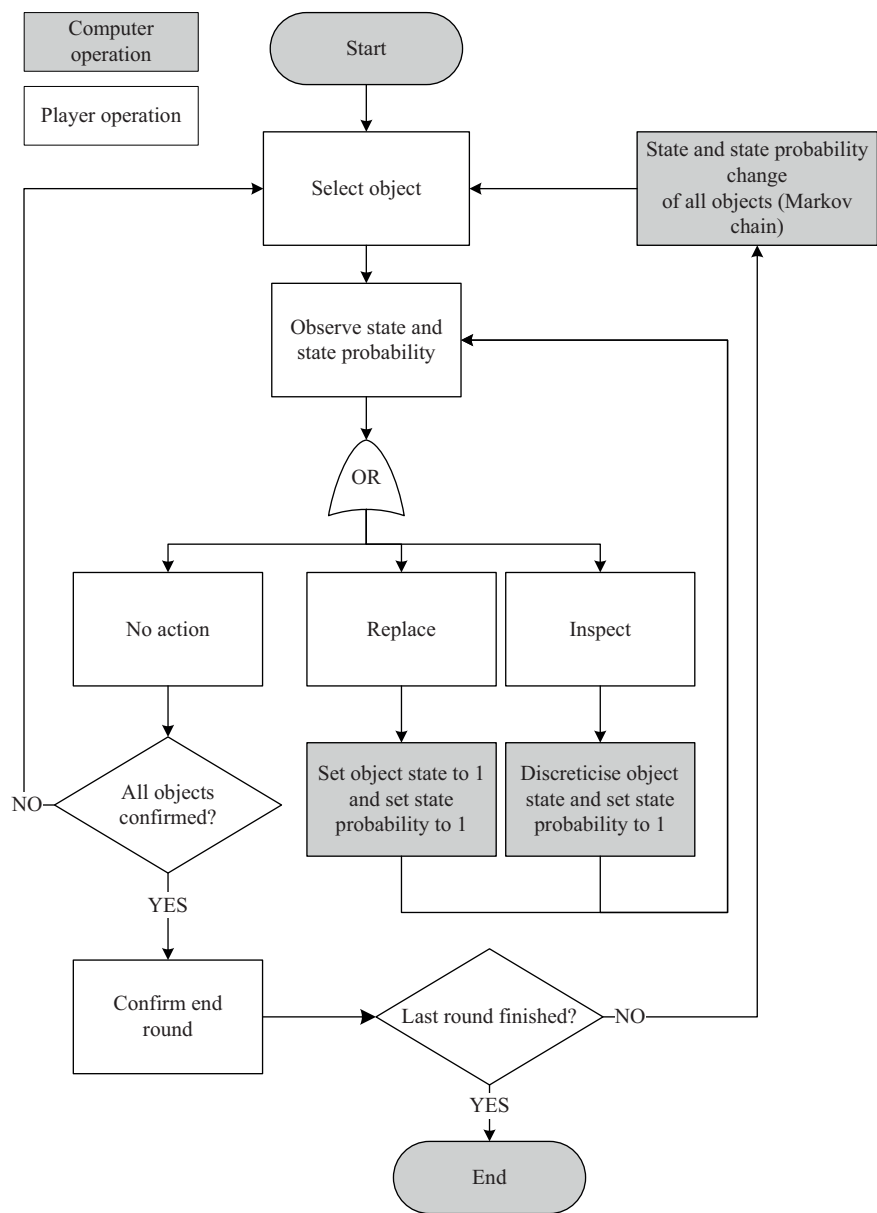 Computer
operation
Start
Player operation
Select object
State and state probability
change
of all objects (Markov
chain)
Observe state and
state probability
OR
No action
Replace
Inspect
Set object state to 1
and set state
probability to 1
Discreticise object
state and set state
probability to 1
NO
All objects
confirmed?
YES
Confirm end
round
Last round finished?
NO
YES
End